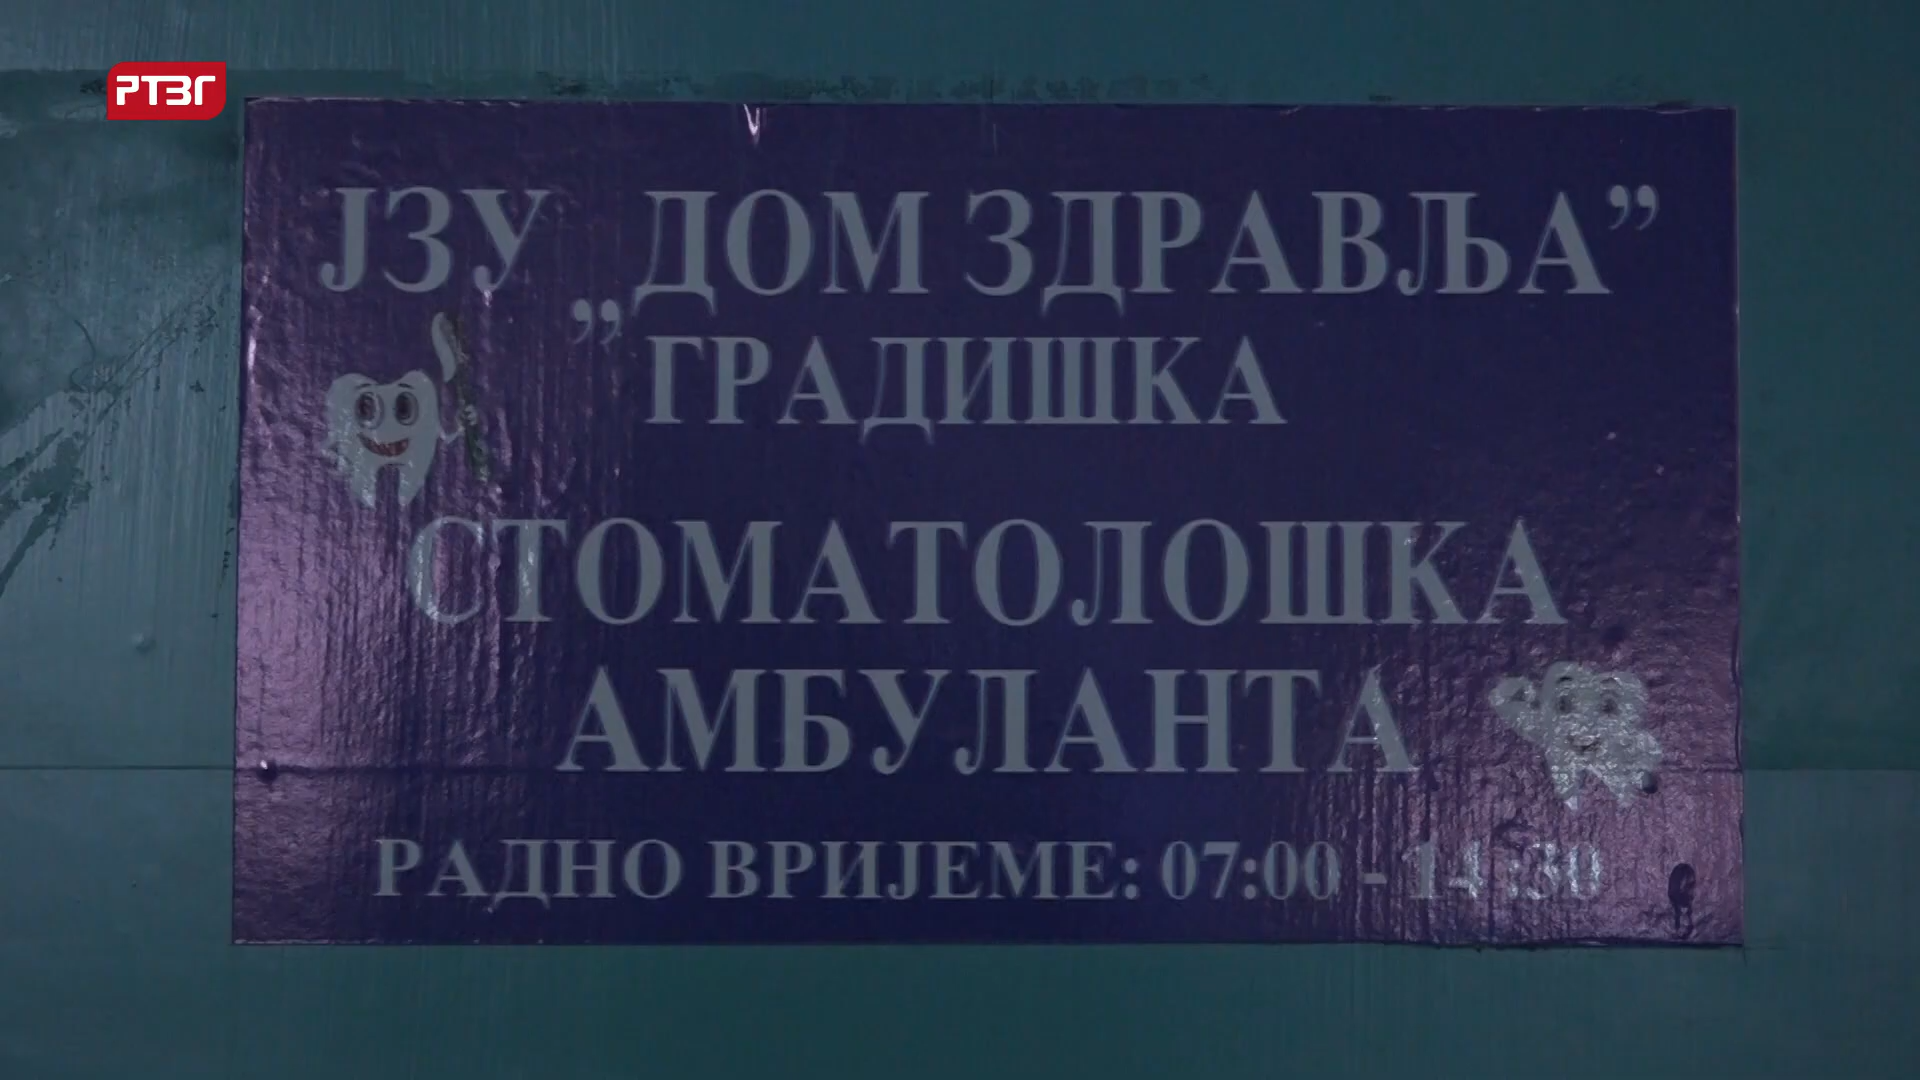 РТВГ
ЈЗУ „ДОМ ЗДРАВЉА”
ГРАДИШКА
СТОМАТОЛОШКА
АМБУЛАНТА
РАДНО ВРИЈЕМЕ: 07:00 - 14:30